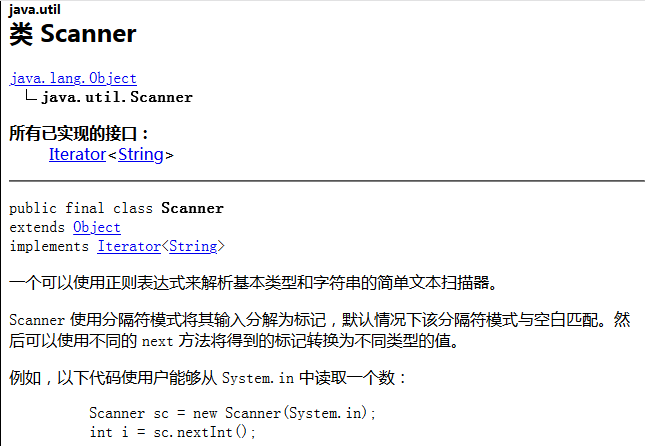 java.util
类 Scanner
java.lang.Object
java.util.Scanner
所有已实现的接口：
Iterator<String>
public final class Scanner
extends Object
implements Iterator<String>
一个可以使用正则表达式来解析基本类型和字符串的简单文本扫描器。
Scanner 使用分隔符模式将其输入分解为标记，默认情况下该分隔符模式与空白匹配。然
后可以使用不同的 next 方法将得到的标记转换为不同类型的值。
例如，以下代码使用户能够从 System.in 中读取一个数：
Scanner sc = new Scanner(System.in);
int i = sc.nextInt();